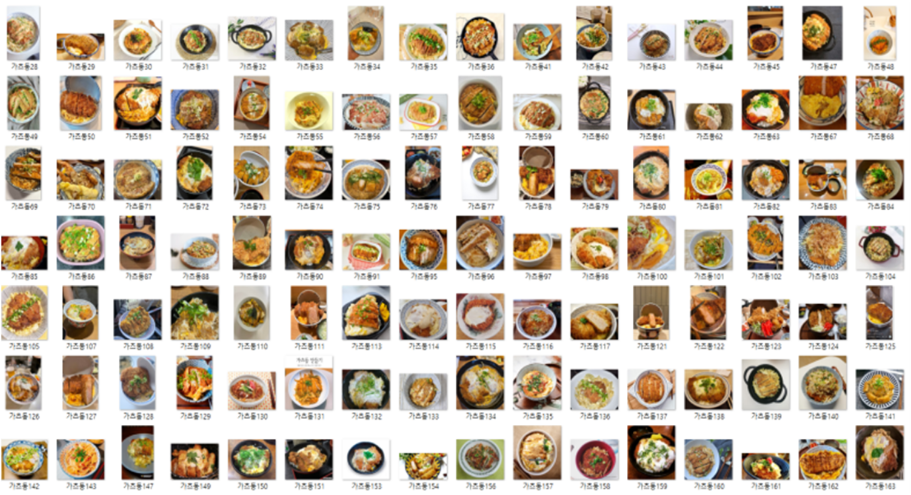 가츠동28 가츠동29 가츠동30 가츠동31 가츠동32 가츠동33 가츠동34 가츠동35 가츠동36 가츠동41 가츠동42 가츠동43 가츠동44 가츠동45 가츠동47 가츠동48
가츠동49 가츠동50 가츠동51 가츠동52 가츠동54 가츠동55 가츠동56 가츠동57 가츠동58 가츠동59 가츠동60 가츠동61 가츠동62 가츠동63 가츠동67 가츠동68
가츠동69 가츠동70 가츠동71 가츠동72 가츠동73 가츠동74 가츠동75 가츠동76 가츠동77 가츠동78 가츠동79 가츠동80 가츠동81 가츠동82 가츠동83 가츠동84
가츠동85 가츠동86 가츠동87 가츠동88 가츠동89 가츠동90 가츠동91 가츠동95 가츠동96 가츠동97 가츠동98 가츠동100 가츠동101 가츠동102 가츠동103 가츠동104
가츠동105 가츠동107 가츠동108 가츠동109 가츠동110 가츠동111 가츠동113 가츠동114 가츠동115 가츠동116 가츠동117 가츠동121 가츠동122 가츠동123 가츠동124 가츠동125
가츠동126 가츠동127 가츠동128 가츠동129 가츠동130 가츠동131 가츠동132 가츠동133 가츠동134 가츠동135 가츠동136 가츠동137 가츠동138 가츠동139 가츠동140 가츠동141
가츠동142 가츠동143 가츠동147 가츠동149 가츠동150 가츠동151 가츠동153 가츠동154 가츠동156 가츠동157 가츠동158 가츠동159 가츠동160 가츠동161 가츠동162 가츠동163